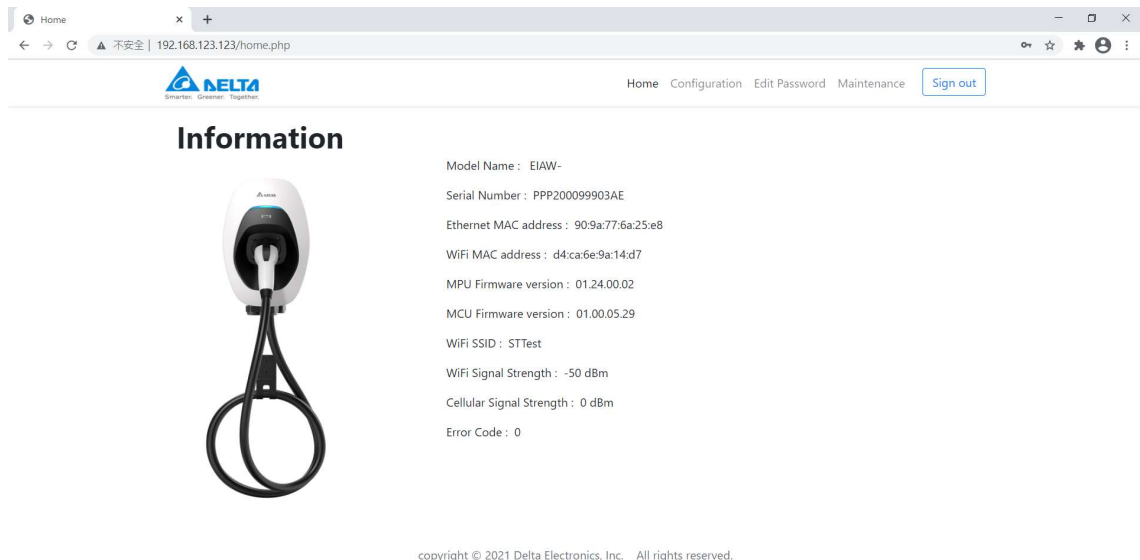 Home
不安全 | 192.168.123.123/home.php
DELTA
Smarter. Greener. Together.
Home Configuration Edit Password Maintenance Sign out
Information
Model Name : EIAW-
Serial Number : PPP200099903AE
Ethernet MAC address : 90:9a:77:6a:25:e8
WiFi MAC address : d4:ca:6e:9a:14:d7
MPU Firmware version : 01.24.00.02
MCU Firmware version : 01.00.05.29
WiFi SSID : STTest
WiFi Signal Strength : -50 dBm
Cellular Signal Strength : 0 dBm
Error Code : 0
copyright © 2021 Delta Electronics, Inc. All rights reserved.